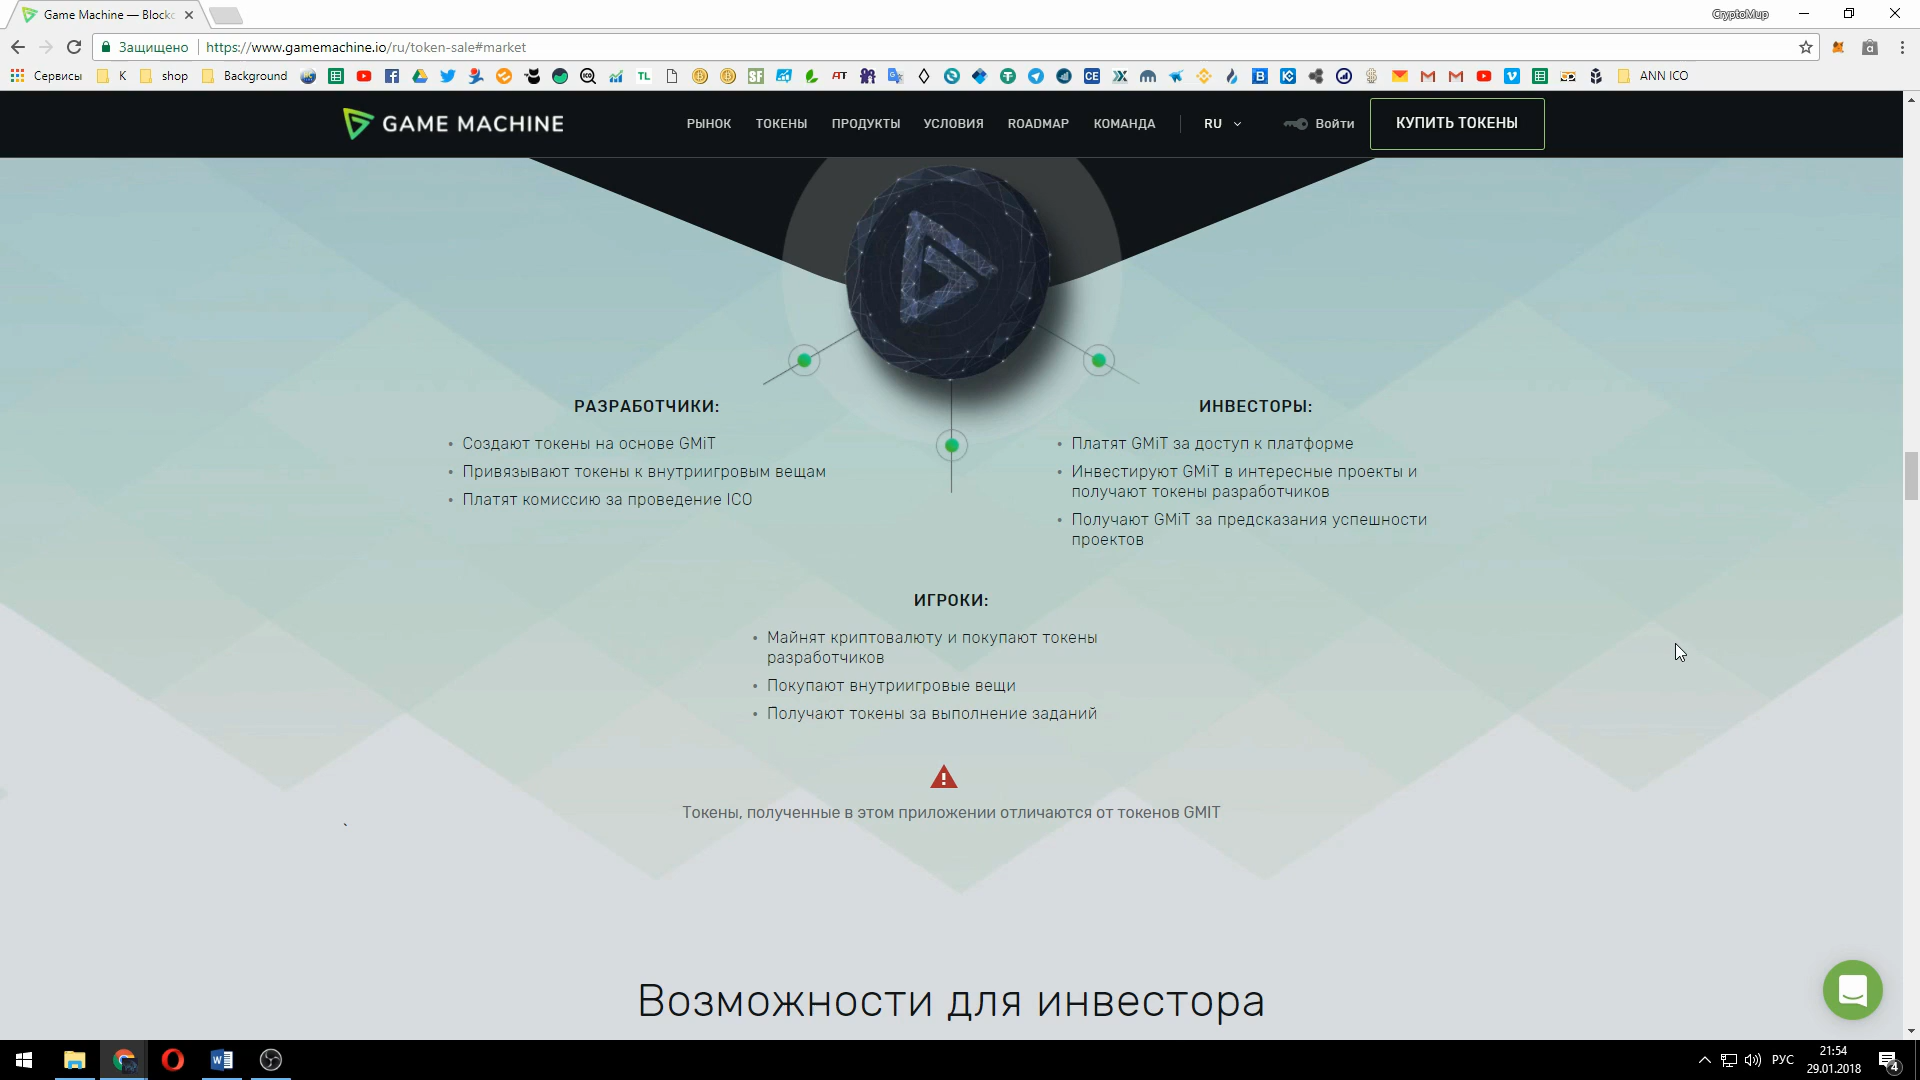 Game Machine — Blockc
CryptoMup
Защищено
https://www.gamemachine.io/ru/token-sale#market
Сервисы
K
shop
Background
ANN ICO
GAME MACHINE
РЫНОК
ТОКЕНЫ
ПРОДУКТЫ
УСЛОВИЯ
ROADMAP
КОМАНДА
RU
Войти
КУПИТЬ ТОКЕНЫ
РАЗРАБОТЧИКИ:
• Создают токены на основе GMiT
• Привязывают токены к внутриигровым вещам
• Платят комиссию за проведение ICO
ИНВЕСТОРЫ:
• Платят GMiT за доступ к платформе
• Инвестируют GMiT в интересные проекты и
получают токены разработчиков
• Получают GMiT за предсказания успешности
проектов
ИГРОКИ:
• Майнят криптовалюту и покупают токены
разработчиков
• Покупают внутриигровые вещи
• Получают токены за выполнение заданий
Токены, полученные в этом приложении отличаются от токенов GMIT
Возможности для инвестора
РУС
21:54
29.01.2018
4